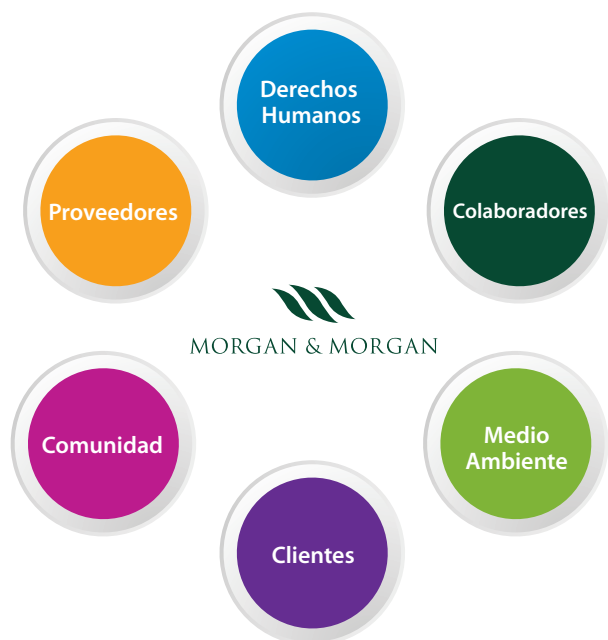 Derechos
Humanos
Proveedores
Colaboradores
MORGAN & MORGAN
Comunidad
Medio
Ambiente
Clientes